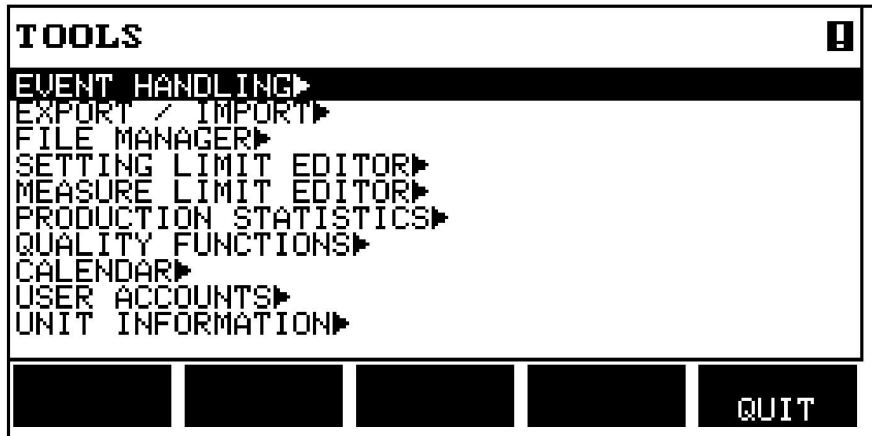 TOOLS !
EVENT HANDLING▶
EXPORT / IMPORT▶
FILE MANAGER▶
SETTING LIMIT EDITOR▶
MEASURE LIMIT EDITOR▶
PRODUCTION STATISTICS▶
QUALITY FUNCTIONS▶
CALENDAR▶
USER ACCOUNTS▶
UNIT INFORMATION▶
QUIT